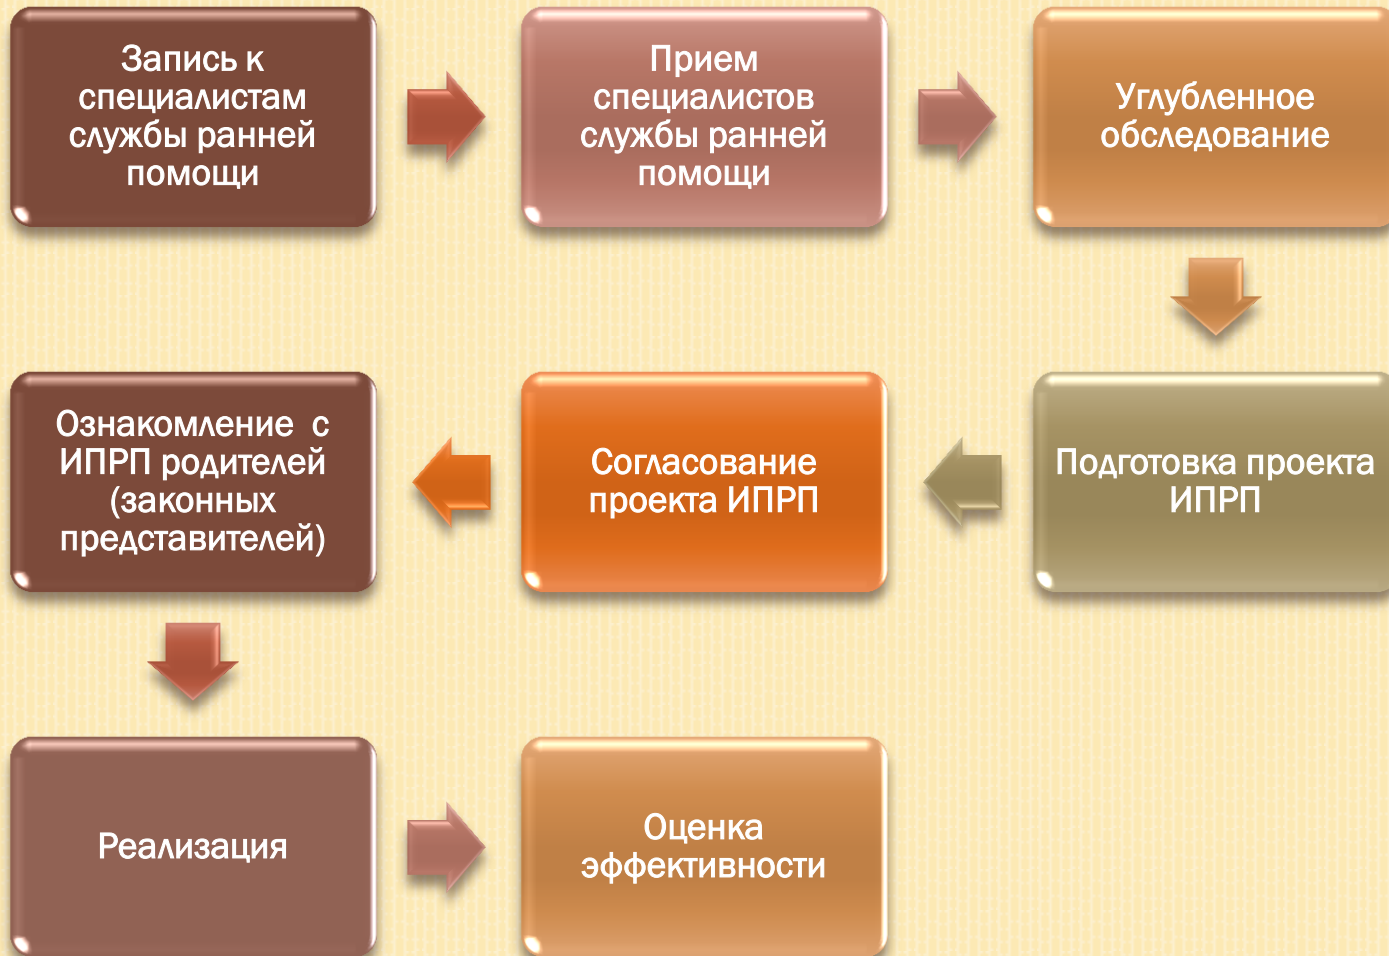 Запись к
специалистам
службы ранней
помощи
Прием
специалистов
службы ранней
помощи
Углубленное
обследование
Подготовка проекта
ИПРП
Согласование
проекта ИПРП
Ознакомление с
ИПРП родителей
(законных
представителей)
Реализация
Оценка
эффективности